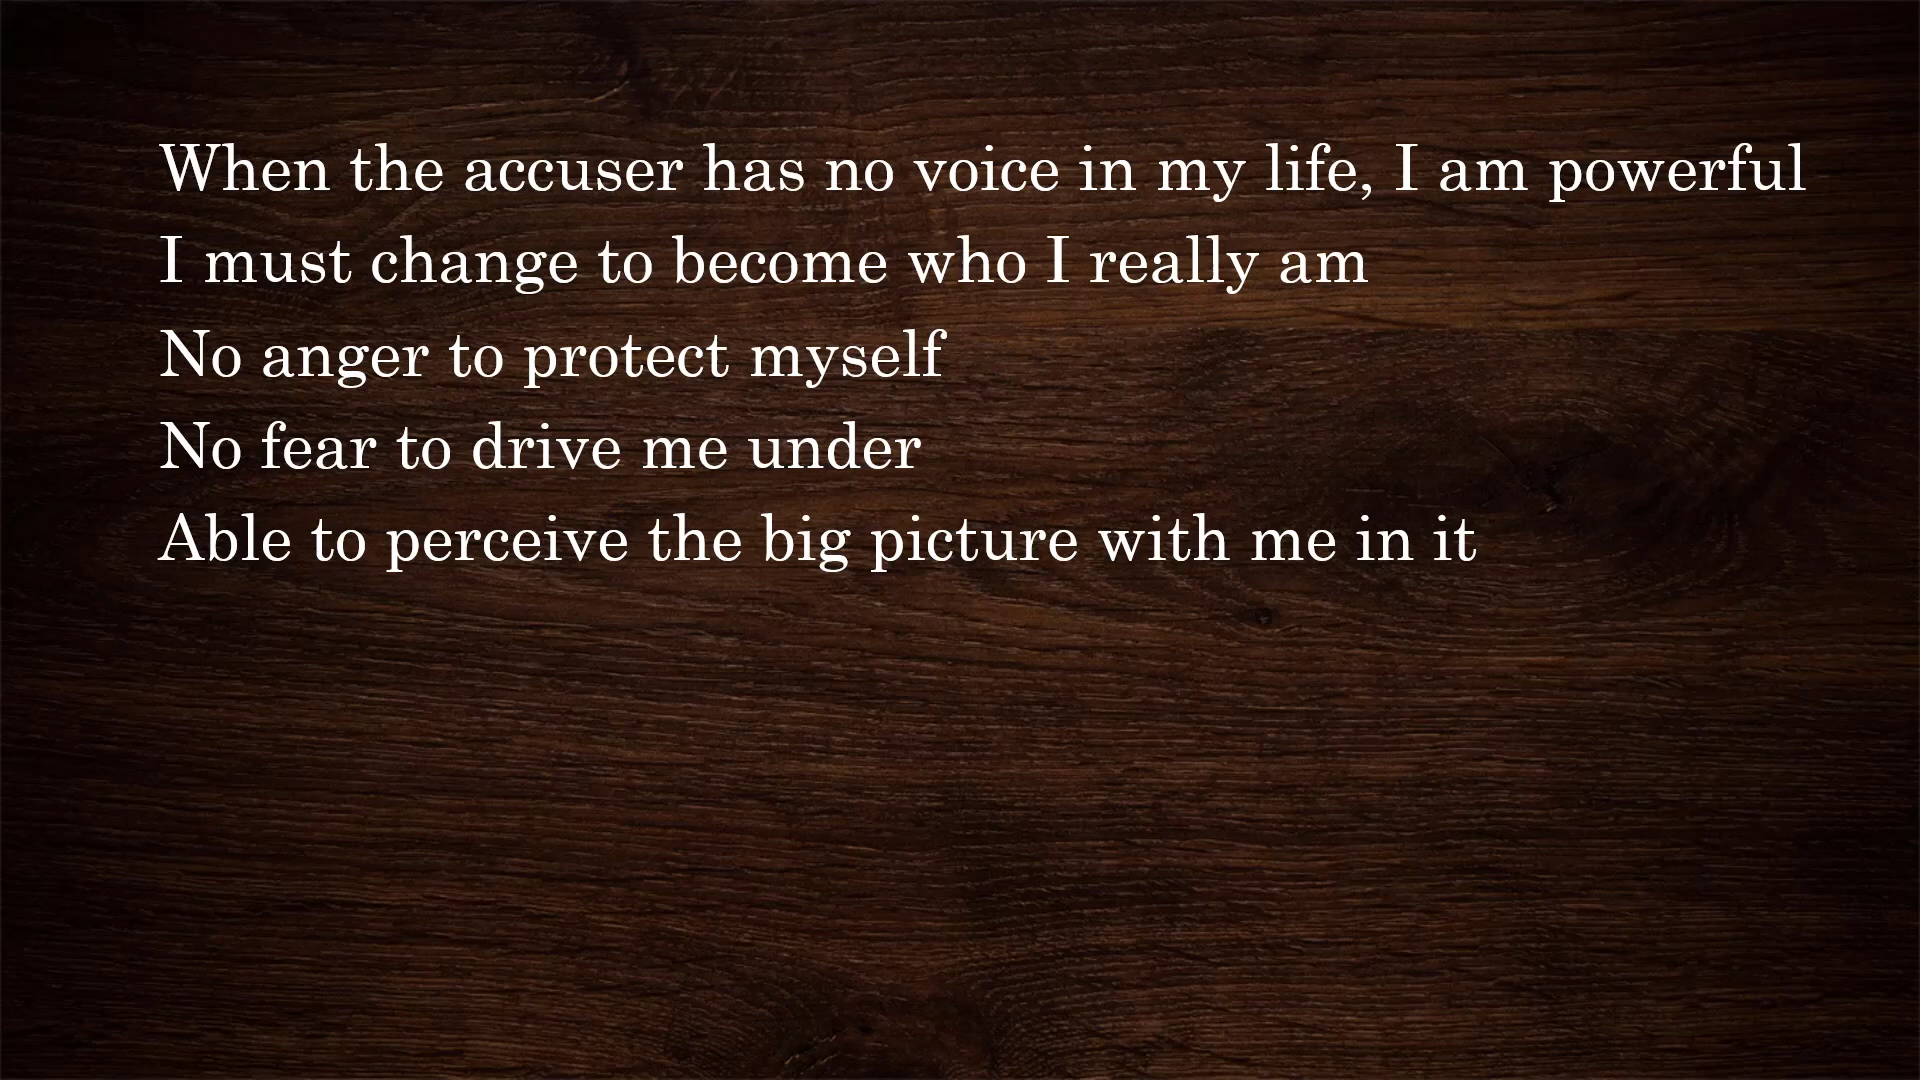 When the accuser has no voice in my life, I am powerful
I must change to become who I really am
No anger to protect myself
No fear to drive me under
Able to perceive the big picture with me in it